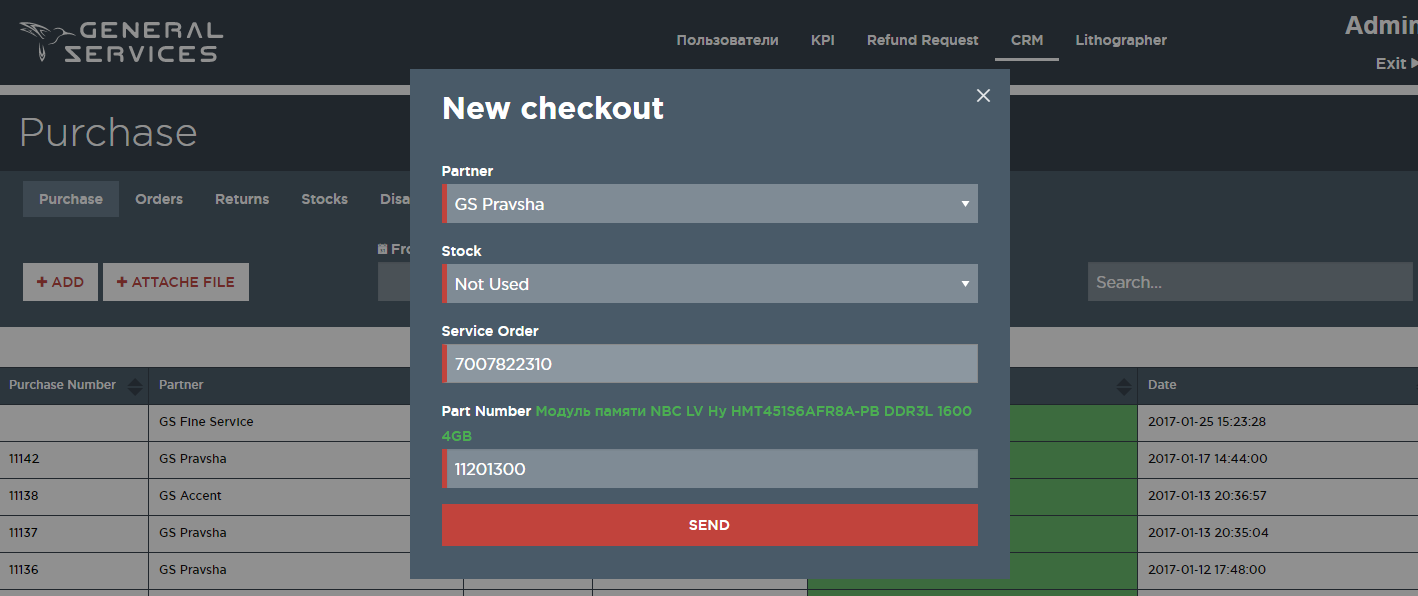 GENERAL
SERVICES
Пользователи KPI Refund Request CRM Lithographer
Admin
Exit
Purchase
Purchase Orders Returns Stocks Disa
Fro
+ ADD + ATTACHE FILE
Search...
New checkout
Partner
GS Pravsha
Stock
Not Used
Service Order
7007822310
Part Number Модуль памяти NBC LV Hy HMT451S6AFR8A-PB DDR3L 1600
4GB
11201300
SEND
Purchase Number Partner Date
GS Fine Service 2017-01-25 15:23:28
11142 GS Pravsha 2017-01-17 14:44:00
11138 GS Accent 2017-01-13 20:36:57
11137 GS Pravsha 2017-01-13 20:35:04
11136 GS Pravsha 2017-01-12 17:48:00